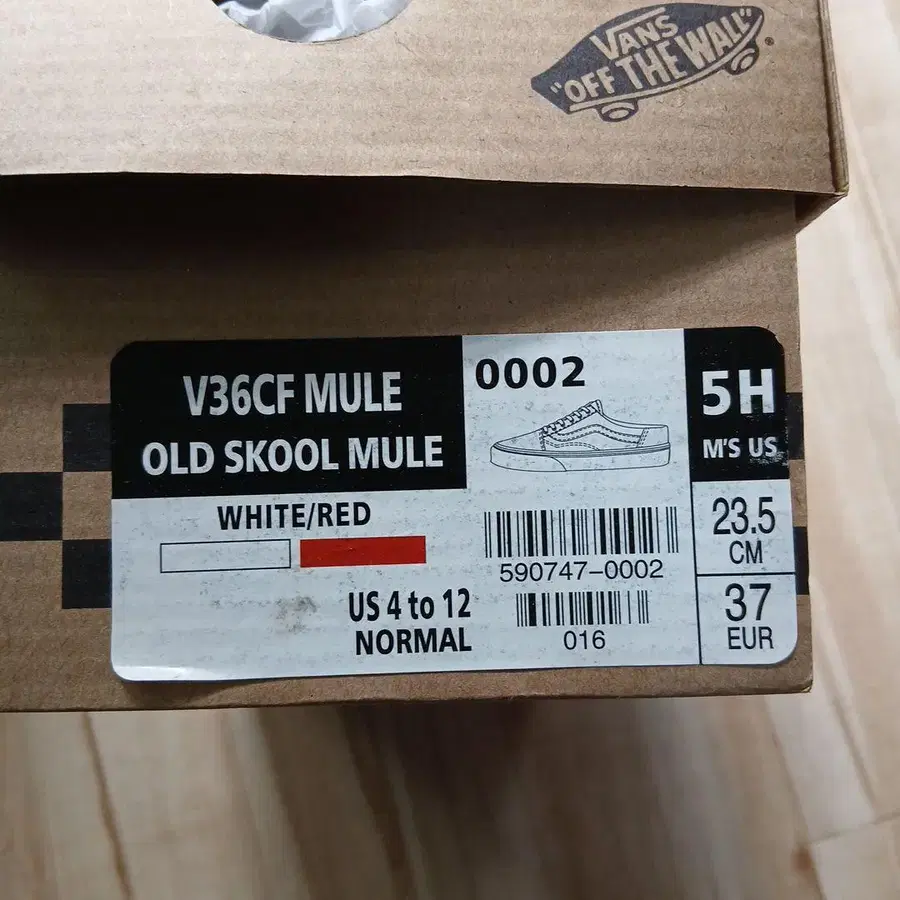 VANS
"OFF THE WALL"
®
V36CF MULE
OLD SKOOL MULE
0002
5H
M'S US
WHITE/RED
23.5
CM
590747-0002
US 4 to 12
NORMAL
016
37
EUR